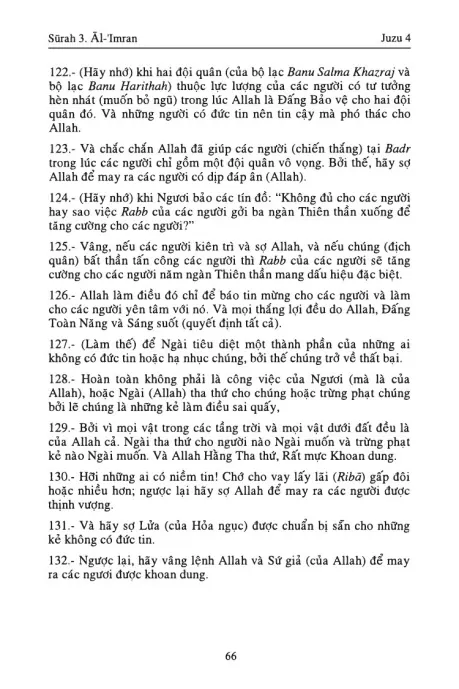 Sūrah 3. Āl-'Imran
Juzu 4
122.- (Hãy nhớ) khi hai đội quân (của bộ lạc Banu Salma Khazraj và
bộ lạc Banu Harithah) thuộc lực lượng của các người có tư tưởng
hèn nhát (muốn bỏ ngũ) trong lúc Allah là Đấng Bảo vệ cho hai đội
quân đó. Và những người có đức tin nên tin cậy mà phó thác cho
Allah.
123.- Và chắc chắn Allah đã giúp các người (chiến thắng) tại Badr
trong lúc các người chỉ gồm một đội quân vô vọng. Bởi thế, hãy sợ
Allah để may ra các người có dịp đáp ân (Allah).
124.- (Hãy nhớ) khi Ngươi bảo các tín đồ: “Không đủ cho các người
hay sao việc Rabb của các người gởi ba ngàn Thiên thần xuống để
tăng cường cho các người?”
125.- Vâng, nếu các người kiên trì và sợ Allah, và nếu chúng (địch
quân) bất thần tấn công các người thì Rabb của các người sẽ tăng
cường cho các người năm ngàn Thiên thần mang dấu hiệu đặc biệt.
126.- Allah làm điều đó chỉ để báo tin mừng cho các người và làm
cho các người yên tâm với nó. Và mọi thắng lợi đều do Allah, Đấng
Toàn Năng và Sáng suốt (quyết định tất cả).
127.- (Làm thế) để Ngài tiêu diệt một thành phần của những ai
không có đức tin hoặc hạ nhục chúng, bởi thế chúng trở về thất bại.
128.- Hoàn toàn không phải là công việc của Ngươi (mà là của
Allah), hoặc Ngài (Allah) tha thứ cho chúng hoặc trừng phạt chúng
bởi lẽ chúng là những kẻ làm điều sai quấy,
129.- Bởi vì mọi vật trong các tầng trời và mọi vật dưới đất đều là
của Allah cả. Ngài tha thứ cho người nào Ngài muốn và trừng phạt
kẻ nào Ngài muốn. Và Allah Hằng Tha thứ, Rất mực Khoan dung.
130.- Hỡi những ai có niềm tin! Chớ cho vay lấy lãi (Ribā) gấp đôi
hoặc nhiều hơn; ngược lại hãy sợ Allah để may ra các người được
thịnh vượng.
131.- Và hãy sợ Lửa (của Hỏa ngục) được chuẩn bị sẵn cho những
kẻ không có đức tin.
132.- Ngược lại, hãy vâng lệnh Allah và Sứ giả (của Allah) để may
ra các ngươi được khoan dung.
66